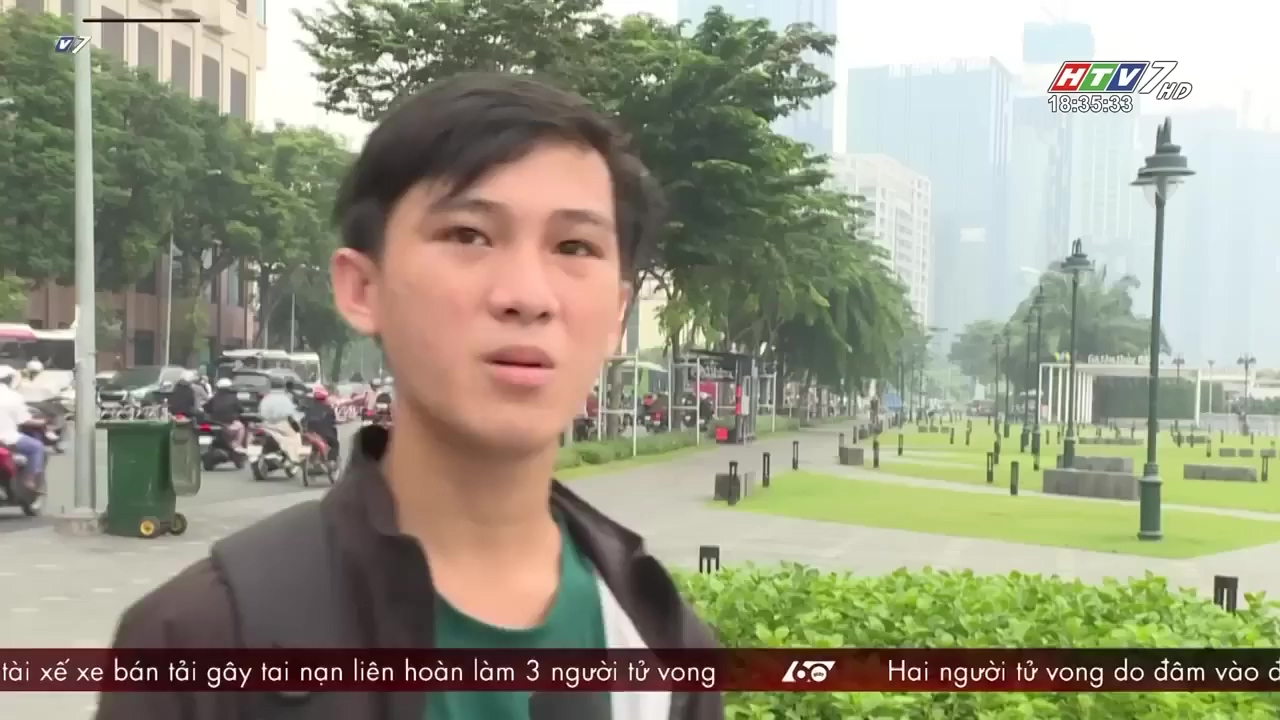 V7
HTV7 HD
18:35:33
tài xế xe bán tải gây tai nạn liên hoàn làm 3 người tử vong
60
Hai người tử vong do đâm vào